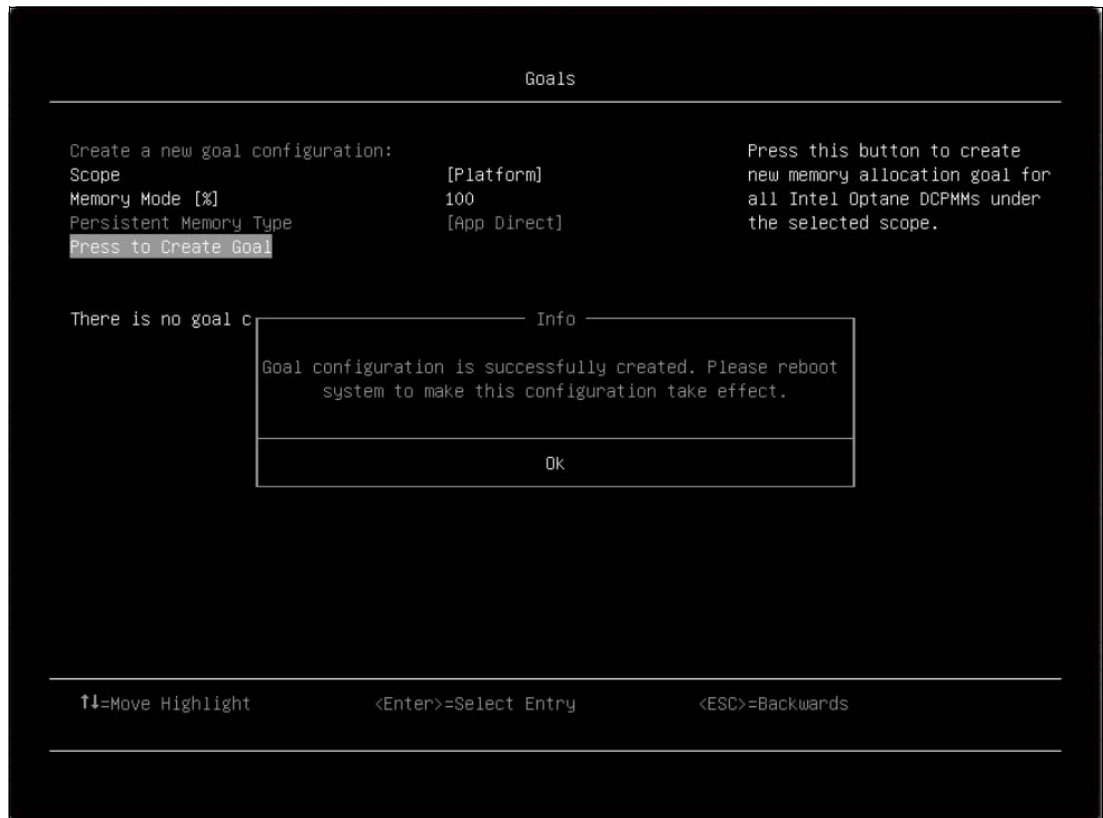 Goals
Create a new goal configuration:
Scope [Platform]
Memory Mode [%] 100
Persistent Memory Type [App Direct]
Press to Create Goal
Press this button to create
new memory allocation goal for
all Intel Optane DCPMMs under
the selected scope.
There is no goal c
Info
Goal configuration is successfully created. Please reboot
system to make this configuration take effect.
Ok
↑↓=Move Highlight <Enter>=Select Entry <ESC>=Backwards